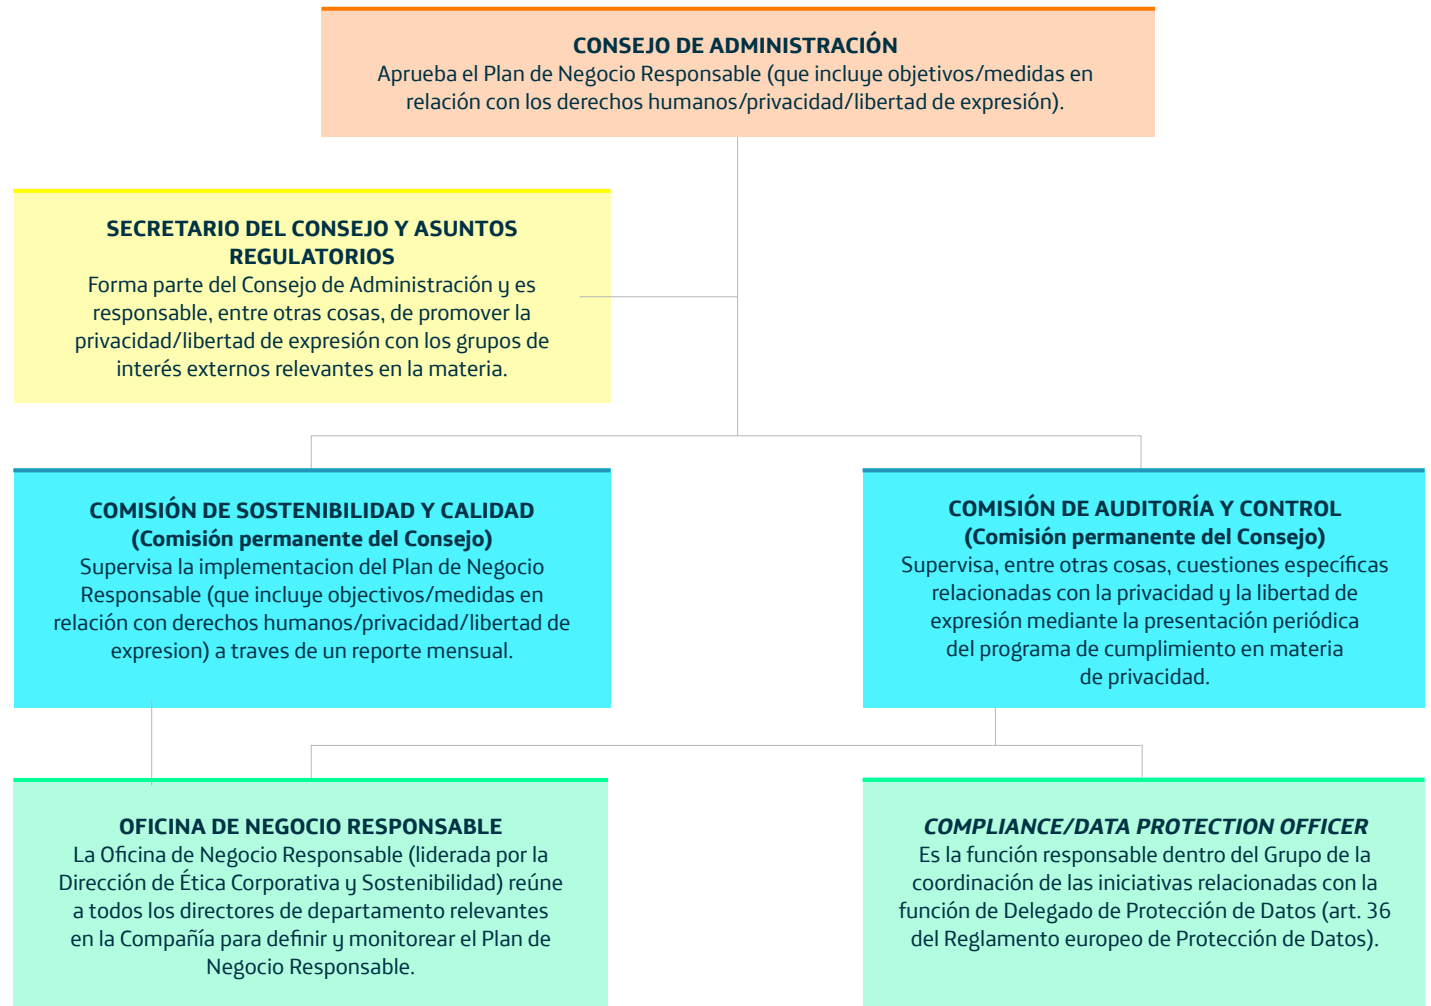 CONSEJO DE ADMINISTRACIÓN
Aprueba el Plan de Negocio Responsable (que incluye objetivos/medidas en
relación con los derechos humanos/privacidad/libertad de expresión).
SECRETARIO DEL CONSEJO Y ASUNTOS
REGULATORIOS
Forma parte del Consejo de Administración y es
responsable, entre otras cosas, de promover la
privacidad/libertad de expresión con los grupos de
interés externos relevantes en la materia.
COMISIÓN DE SOSTENIBILIDAD Y CALIDAD
(Comisión permanente del Consejo)
Supervisa la implementacion del Plan de Negocio
Responsable (que incluye objectivos/medidas en
relación con derechos humanos/privacidad/libertad de
expresion) a traves de un reporte mensual.
COMISIÓN DE AUDITORÍA Y CONTROL
(Comisión permanente del Consejo)
Supervisa, entre otras cosas, cuestiones específicas
relacionadas con la privacidad y la libertad de
expresión mediante la presentación periódica
del programa de cumplimiento en materia
de privacidad.
OFICINA DE NEGOCIO RESPONSABLE
La Oficina de Negocio Responsable (liderada por la
Dirección de Ética Corporativa y Sostenibilidad) reúne
a todos los directores de departamento relevantes
en la Compañía para definir y monitorear el Plan de
Negocio Responsable.
COMPLIANCE/DATA PROTECTION OFFICER
Es la función responsable dentro del Grupo de la
coordinación de las iniciativas relacionadas con la
función de Delegado de Protección de Datos (art. 36
del Reglamento europeo de Protección de Datos).